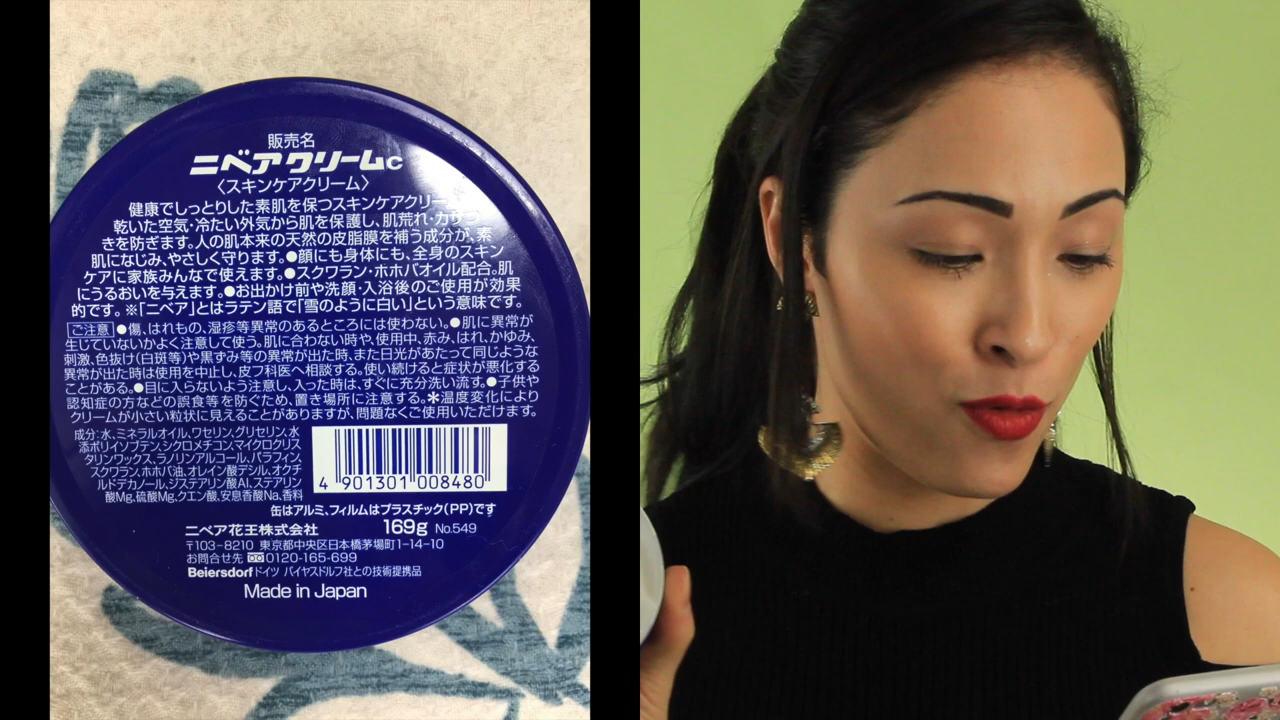 販売名
ニベアクリームC
〈スキンケアクリーム〉
健康でしっとりした素肌を保つスキンケアクリー
乾いた空気・冷たい外気から肌を保護し、肌荒れ・カサつ
きを防ぎます。人の肌本来の天然の皮脂膜を補う成分が、素
肌になじみ、やさしく守ります。●顔にも身体にも、全身のスキン
ケアに家族みんなで使えます。●スクワラン・ホホバオイル配合。肌
にうるおいを与えます。●お出かけ前や洗顔・入浴後のご使用が効果
的です。※「ニベア」とはラテン語で「雪のように白い」という意味です。
ご注意 ●傷、はれもの、湿疹等異常のあるところには使わない。●肌に異常が
生じていないかよく注意して使う。肌に合わない時や、使用中、赤み、はれ、かゆみ、
刺激、色抜け(白斑等)や黒ずみ等の異常が出た時、また日光があたって同じような
異常が出た時は使用を中止し、皮フ科医へ相談する。使い続けると症状が悪化する
ことがある。●目に入らないよう注意し、入った時は、すぐに充分洗い流す。●子供や
認知症の方などの誤食等を防ぐため、置き場所に注意する。＊温度変化により
クリームが小さい粒状に見えることがありますが、問題なくご使用いただけます。
成分:水、ミネラルオイル、ワセリン、グリセリン、水
添ポリイソブテン、シクロメチコン、マイクロクリス
タリンワックス、ラノリンアルコール、パラフィン、
スクワラン、ホホバ油、オレイン酸デシル、オクチ
ルドデカノール、ジステアリン酸Al、ステアリン
酸Mg、硫酸Mg、クエン酸、安息香酸Na、香料
4 901301 008480
缶はアルミ、フィルムはプラスチック(PP)です
ニベア花王株式会社 169g No.549
〒103-8210 東京都中央区日本橋茅場町1-14-10
お問合せ先 0120-165-699
Beiersdorf ドイツ バイヤスドルフ社との技術提携品
Made in Japan